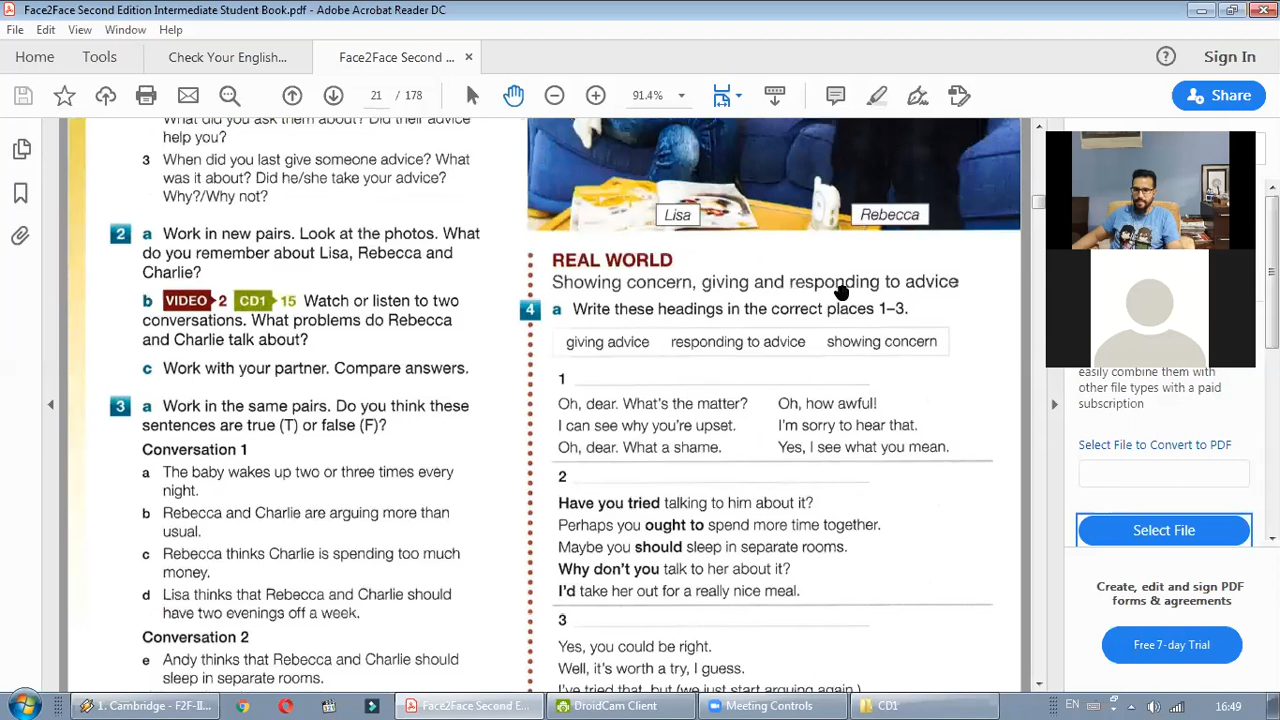 Face2Face Second Edition Intermediate Student Book.pdf - Adobe Acrobat Reader DC
File Edit View Window Help
Home Tools Check Your English... Face2Face Second ... × Sign In
21 / 178 91.4% Share
What did you ask them about? Did their advice
help you?
3 When did you last give someone advice? What
was it about? Did he/she take your advice?
Why?/Why not?
2 a Work in new pairs. Look at the photos. What
do you remember about Lisa, Rebecca and
Charlie?
b VIDEO 2 CD1 15 Watch or listen to two
conversations. What problems do Rebecca
and Charlie talk about?
c Work with your partner. Compare answers.
3 a Work in the same pairs. Do you think these
sentences are true (T) or false (F)?
Conversation 1
a The baby wakes up two or three times every
night.
b Rebecca and Charlie are arguing more than
usual.
c Rebecca thinks Charlie is spending too much
money.
d Lisa thinks that Rebecca and Charlie should
have two evenings off a week.
Conversation 2
e Andy thinks that Rebecca and Charlie should
sleep in separate rooms.
Lisa Rebecca
REAL WORLD
Showing concern, giving and responding to advice
4 a Write these headings in the correct places 1–3.
giving advice responding to advice showing concern
1
Oh, dear. What's the matter? Oh, how awful!
I can see why you're upset. I'm sorry to hear that.
Oh, dear. What a shame. Yes, I see what you mean.
2
Have you tried talking to him about it?
Perhaps you ought to spend more time together.
Maybe you should sleep in separate rooms.
Why don't you talk to her about it?
I'd take her out for a really nice meal.
3
Yes, you could be right.
Well, it's worth a try, I guess.
I've tried that, but (we just start arguing again.)
easily combine them with
other file types with a paid
subscription
Select File to Convert to PDF
Select File
Create, edit and sign PDF
forms & agreements
Free 7-day Trial
1. Cambridge - F2F-II... Face2Face Second E... DroidCam Client Meeting Controls CD1 EN 16:49